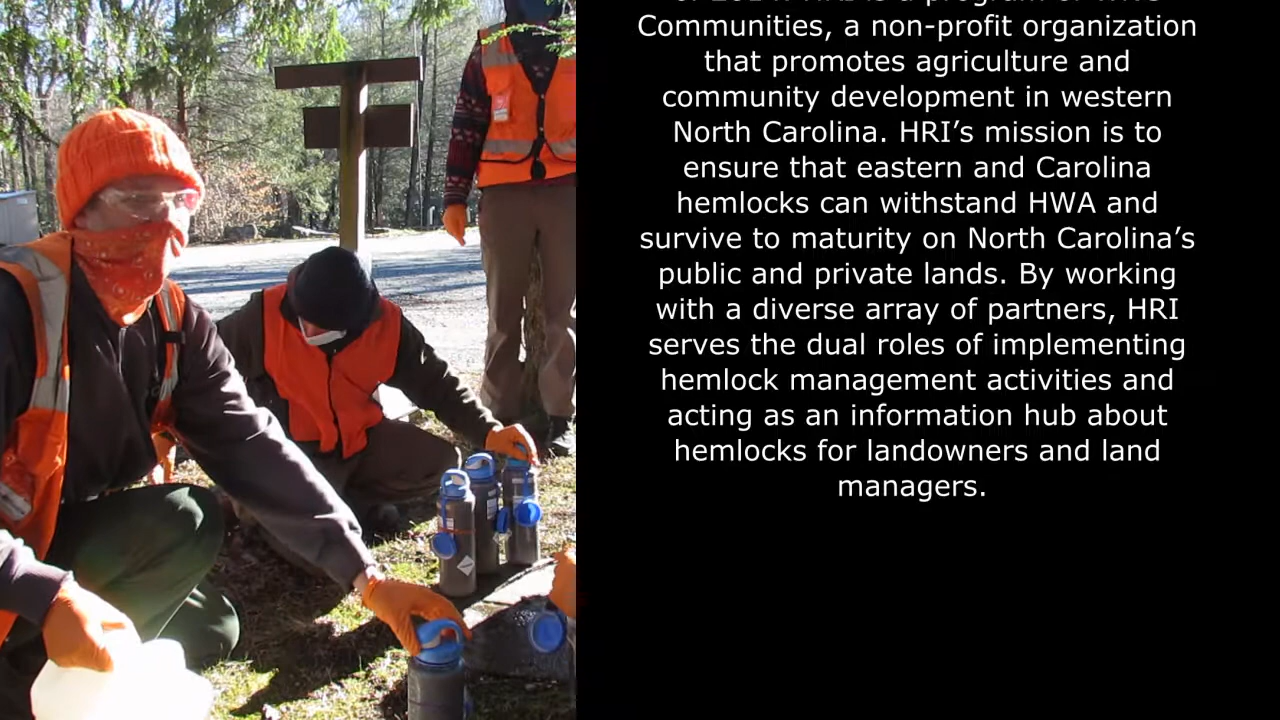 Communities, a non-profit organization
that promotes agriculture and
community development in western
North Carolina. HRI’s mission is to
ensure that eastern and Carolina
hemlocks can withstand HWA and
survive to maturity on North Carolina’s
public and private lands. By working
with a diverse array of partners, HRI
serves the dual roles of implementing
hemlock management activities and
acting as an information hub about
hemlocks for landowners and land
managers.